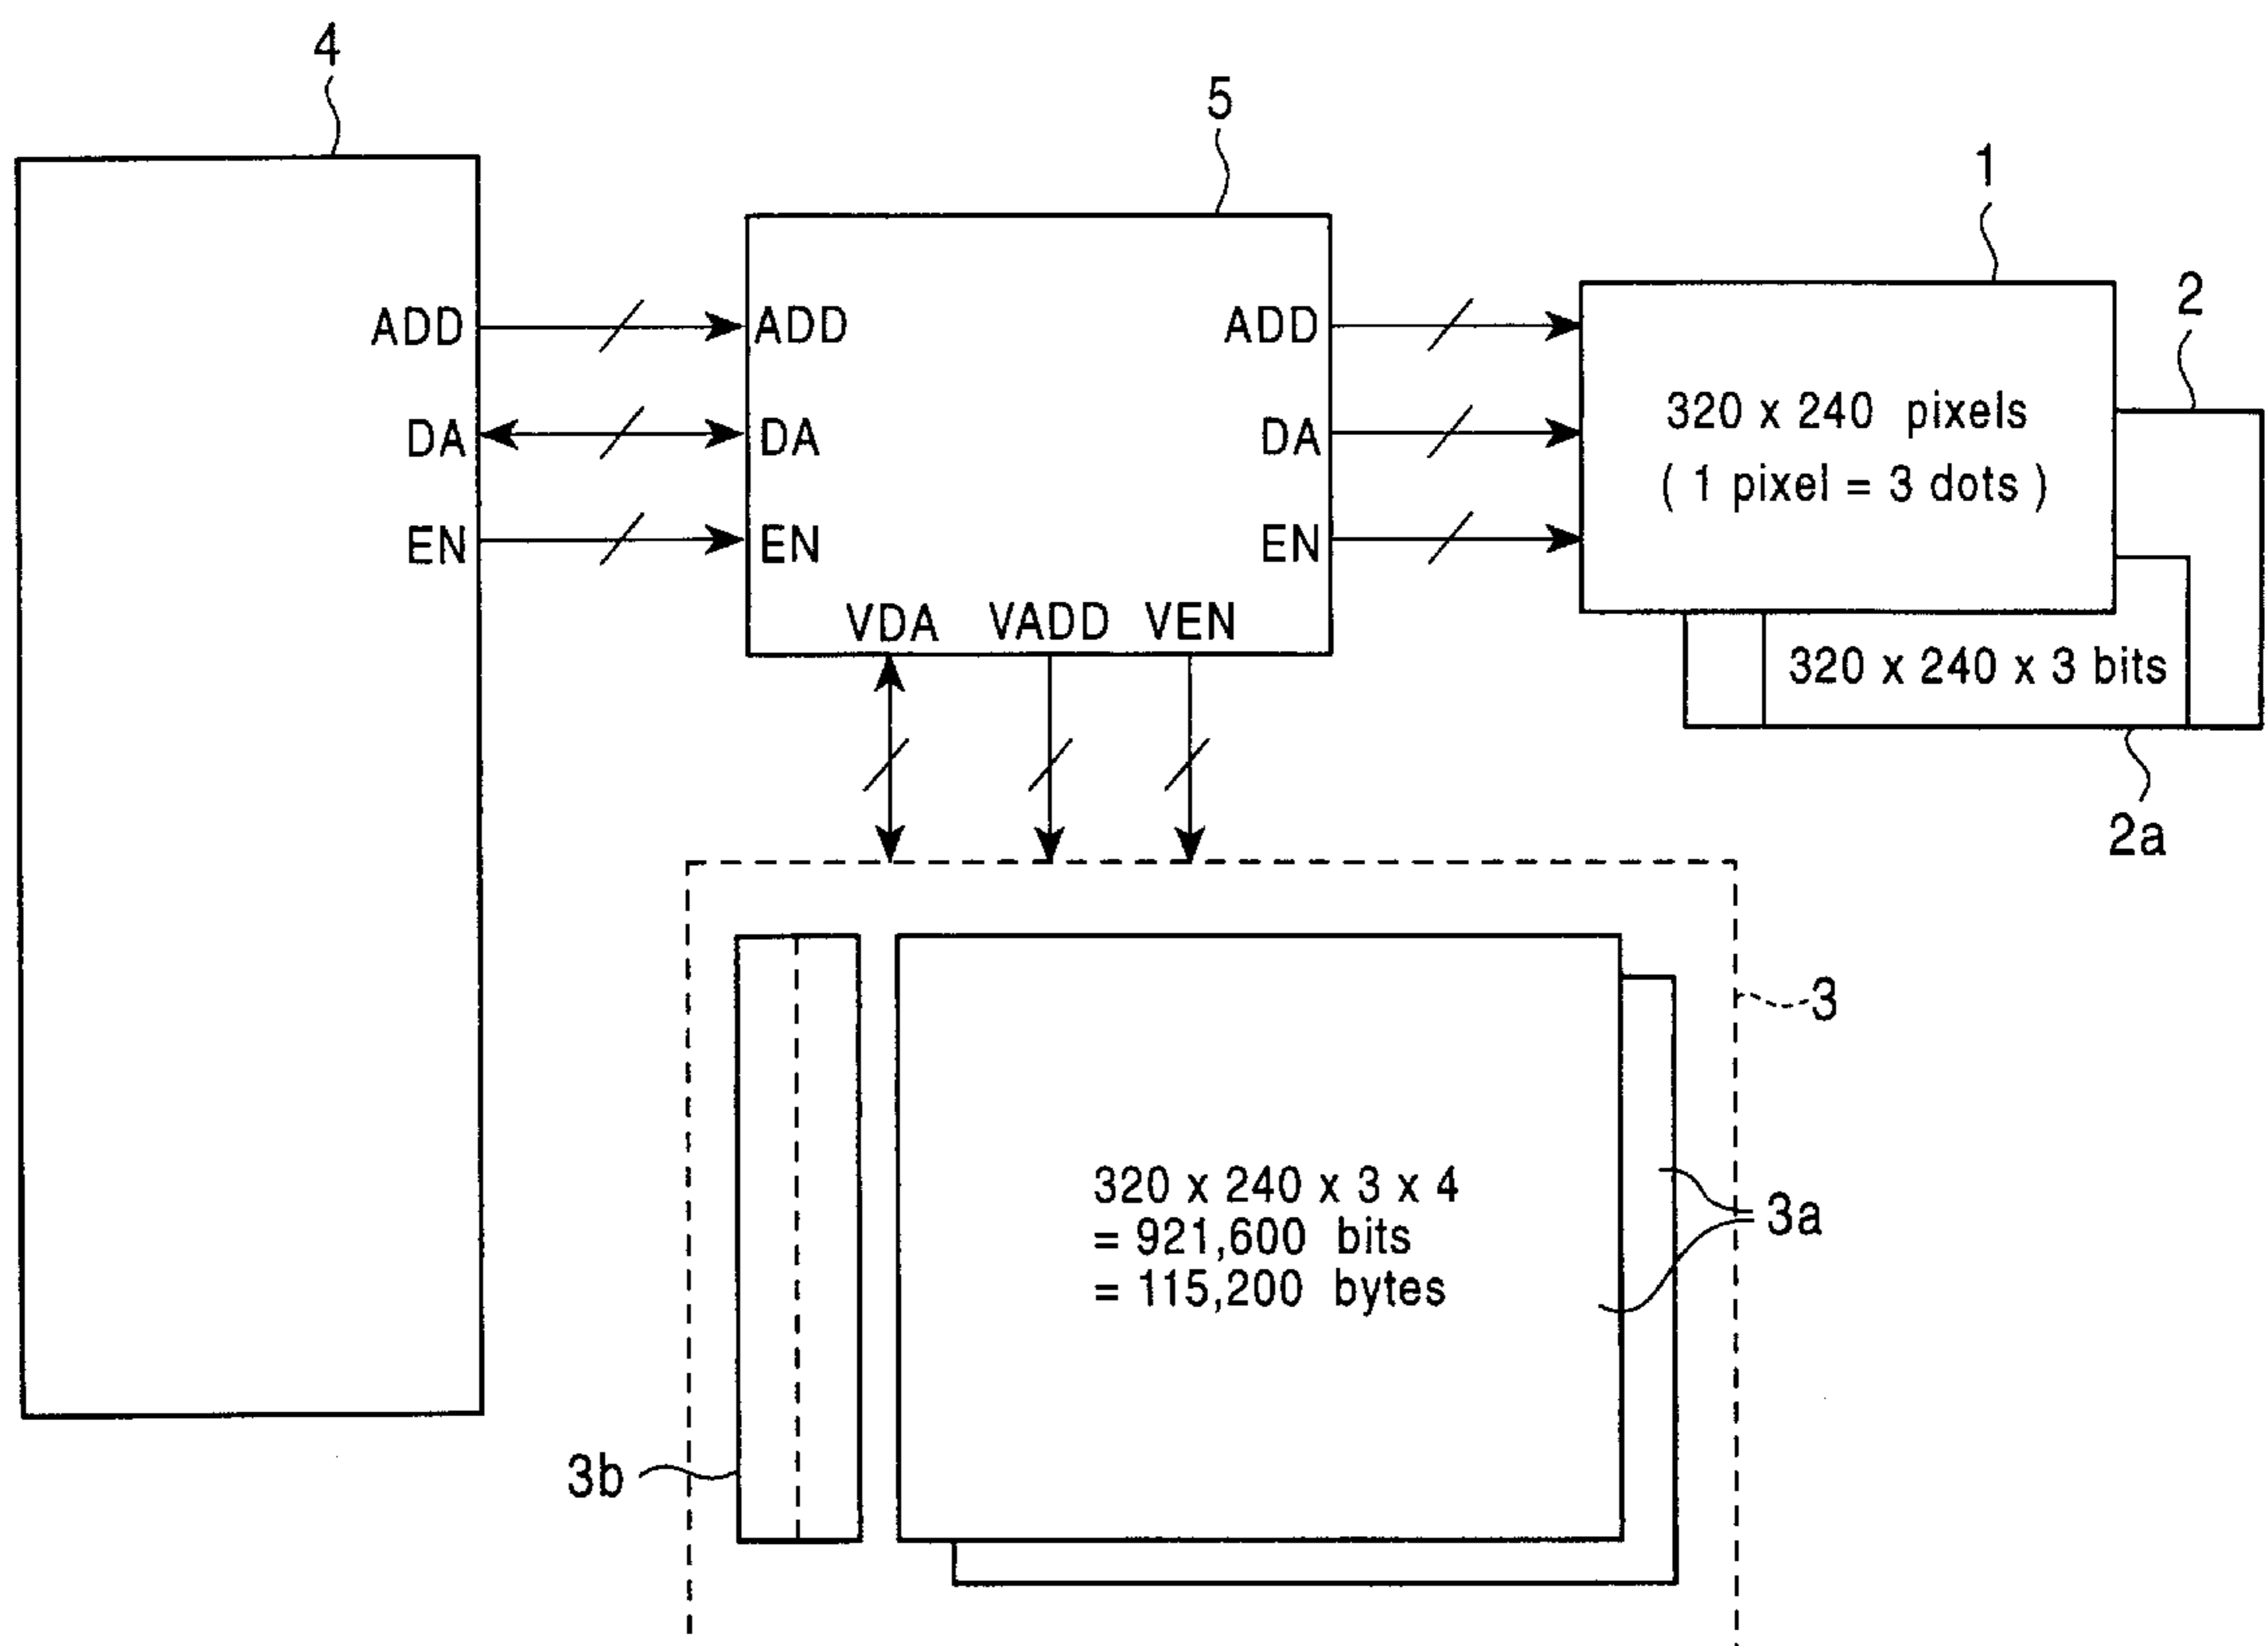 4
5
1
2
ADD
ADD
ADD
DA
DA
DA
EN
EN
EN
VDA VADD VEN
320 x 240 pixels
( 1 pixel = 3 dots )
320 x 240 x 3 bits
2a
3
320 x 240 x 3 x 4
= 921,600 bits
= 115,200 bytes
3a
3b